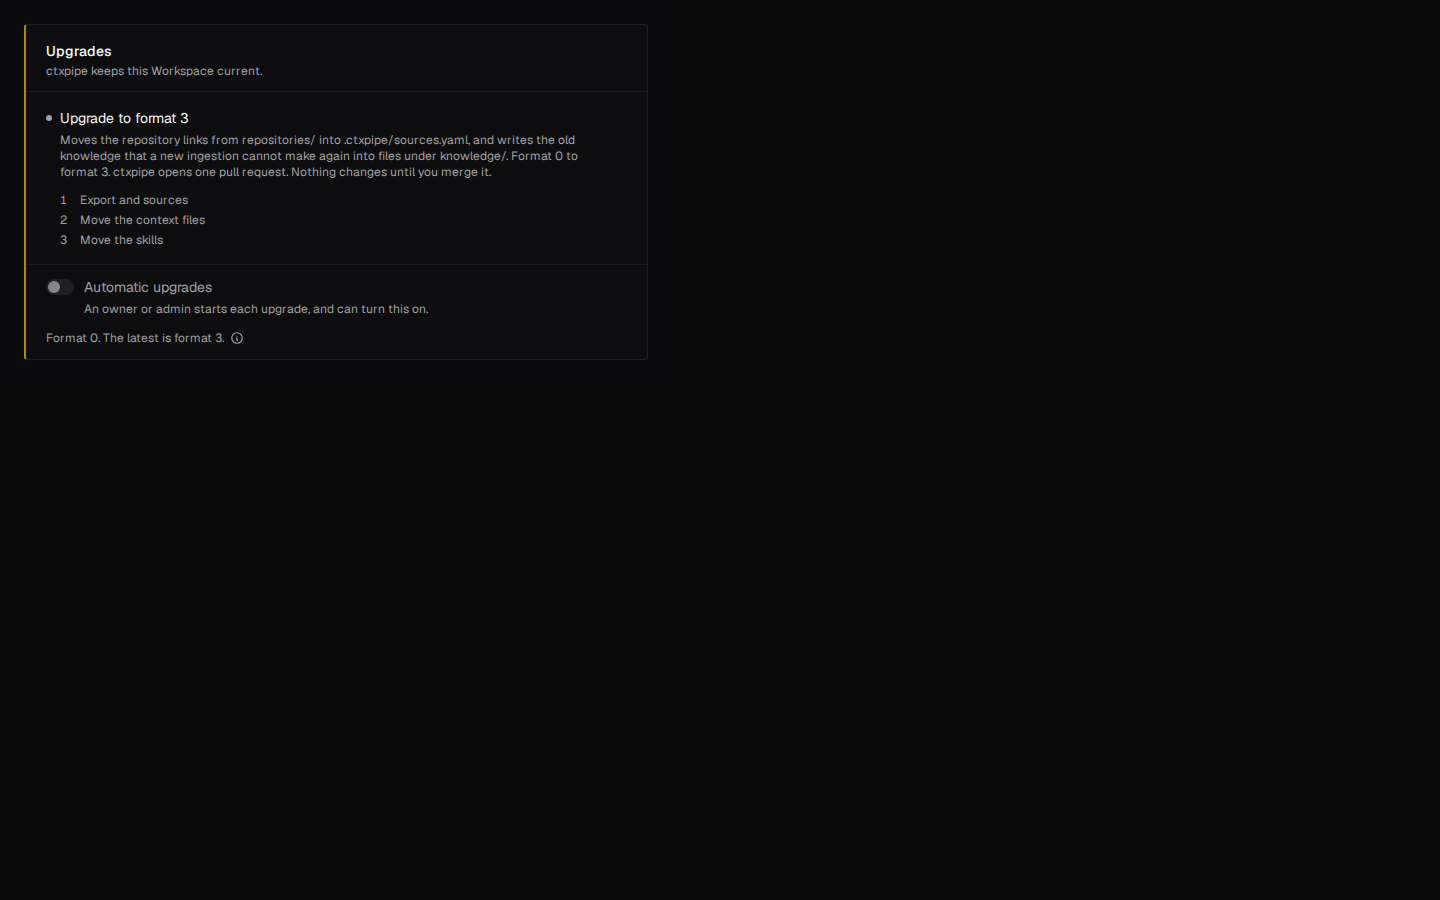 Upgrades
ctxpipe keeps this Workspace current.
Upgrade to format 3
Moves the repository links from repositories/ into .ctxpipe/sources.yaml, and writes the old
knowledge that a new ingestion cannot make again into files under knowledge/. Format 0 to
format 3. ctxpipe opens one pull request. Nothing changes until you merge it.
1 Export and sources
2 Move the context files
3 Move the skills
Automatic upgrades
An owner or admin starts each upgrade, and can turn this on.
Format 0. The latest is format 3.